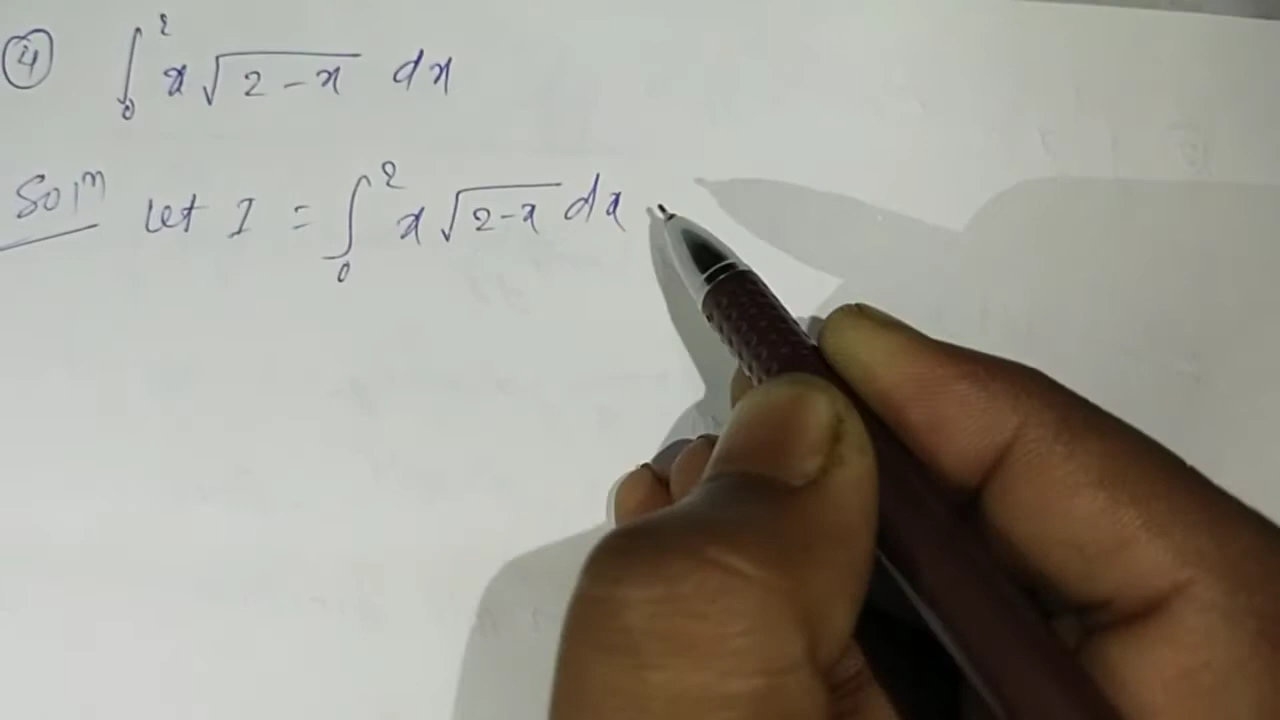 ④ ∫₀² x√(2-x) dx
Solⁿ Let I = ∫₀² x√(2-x) dx